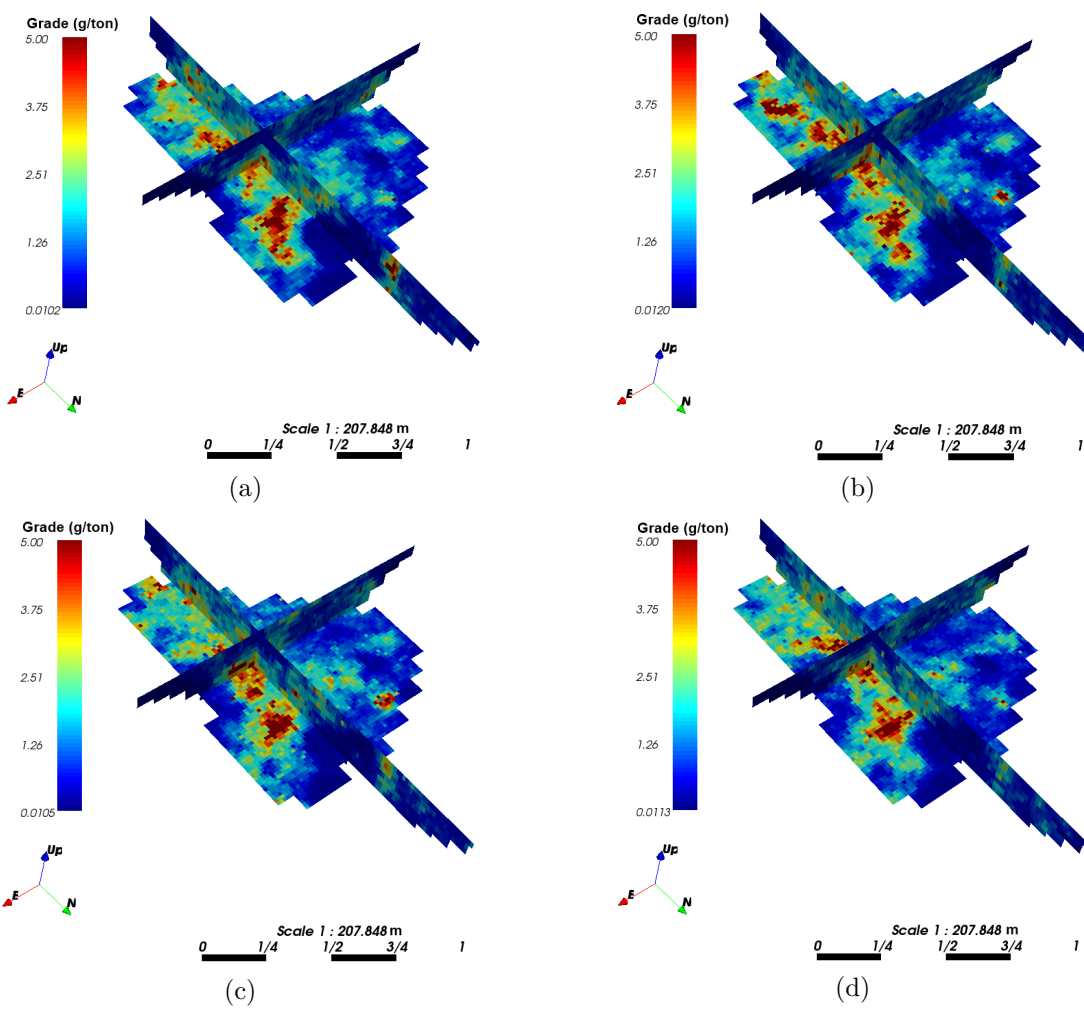 Grade (g/ton)
5.00
3.75
2.51
1.26
0.0102
Up
E
N
Scale 1 : 207.848 m
0 1/4 1/2 3/4 1
(a)
Grade (g/ton)
5.00
3.75
2.51
1.26
0.0120
Up
E
N
Scale 1 : 207.848 m
0 1/4 1/2 3/4 1
(b)
Grade (g/ton)
5.00
3.75
2.51
1.26
0.0105
Up
E
N
Scale 1 : 207.848 m
0 1/4 1/2 3/4 1
(c)
Grade (g/ton)
5.00
3.75
2.51
1.26
0.0113
Up
E
N
Scale 1 : 207.848 m
0 1/4 1/2 3/4 1
(d)